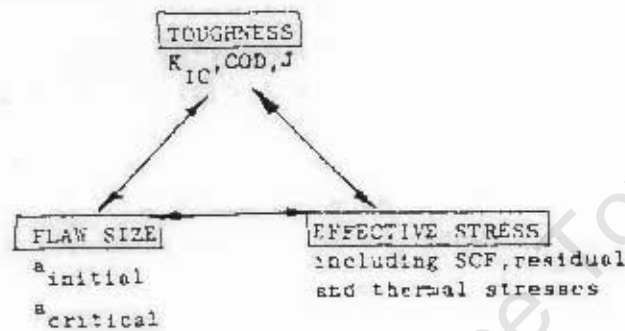 TOUGHNESS
K_IC, COD, J
FLAW SIZE
a_initial
a_critical
EFFECTIVE STRESS
including SCF, residual
and thermal stresses